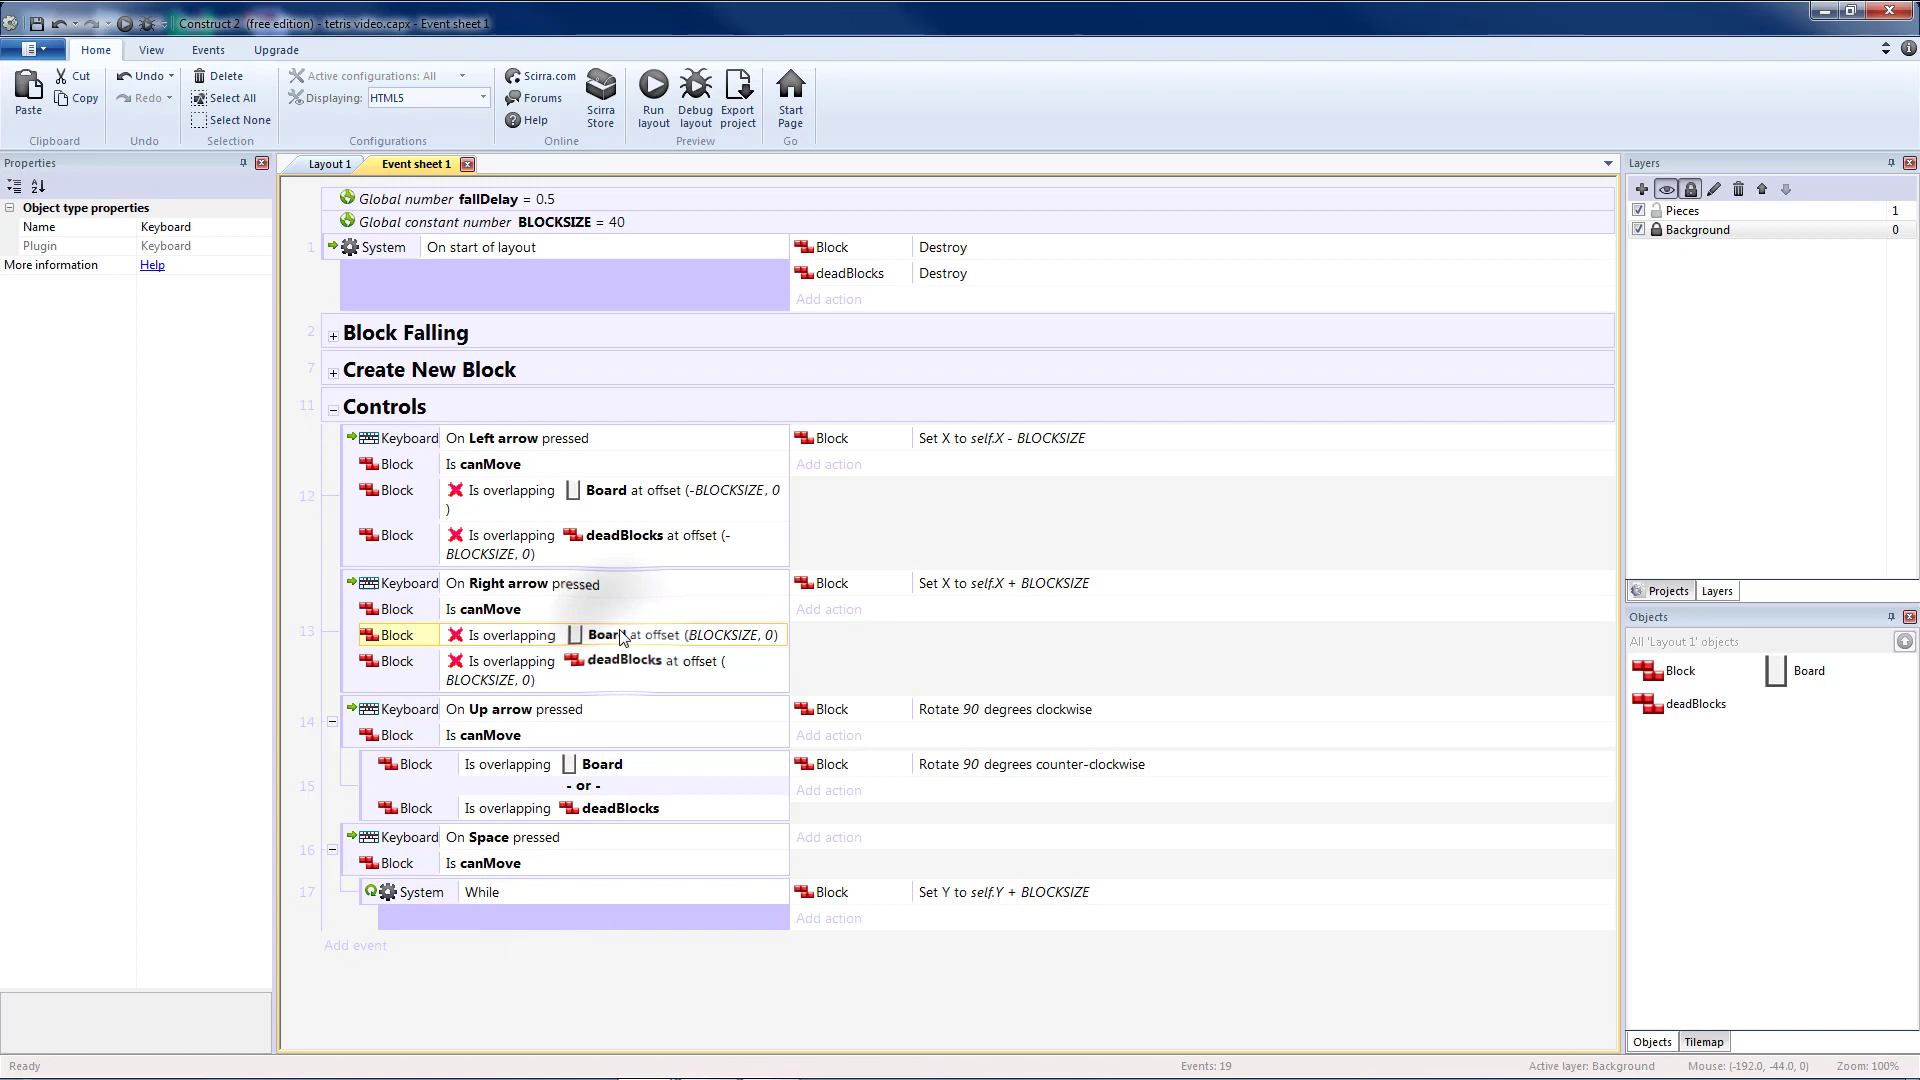 Construct 2 (free edition) - tetris video.capx - Event sheet 1
Home View Events Upgrade
Paste
Cut
Copy
Clipboard
Undo
Redo
Undo
Delete
Select All
Select None
Selection
Active configurations: All
Displaying: HTML5
Configurations
Scirra.com
Forums
Help
Scirra Store
Online
Run layout
Debug layout
Export project
Preview
Start Page
Go
Properties
Object type properties
Name Keyboard
Plugin Keyboard
More information Help
Layout 1 Event sheet 1
Global number fallDelay = 0.5
Global constant number BLOCKSIZE = 40
1 System On start of layout Block Destroy
deadBlocks Destroy
Add action
2 Block Falling
7 Create New Block
11 Controls
Keyboard On Left arrow pressed Block Set X to self.X - BLOCKSIZE
Block Is canMove Add action
12 Block Is overlapping Board at offset (-BLOCKSIZE, 0
)
Block Is overlapping deadBlocks at offset (-
BLOCKSIZE, 0)
Keyboard On Right arrow pressed Block Set X to self.X + BLOCKSIZE
Block Is canMove Add action
13 Block Is overlapping Board at offset (BLOCKSIZE, 0)
Block Is overlapping deadBlocks at offset (
BLOCKSIZE, 0)
14 Keyboard On Up arrow pressed Block Rotate 90 degrees clockwise
Block Is canMove Add action
15 Block Is overlapping Board Block Rotate 90 degrees counter-clockwise
- or - Add action
Block Is overlapping deadBlocks
16 Keyboard On Space pressed Add action
Block Is canMove
17 System While Block Set Y to self.Y + BLOCKSIZE
Add action
Add event
Layers
Pieces 1
Background 0
Projects Layers
Objects
All 'Layout 1' objects
Block Board
deadBlocks
Objects Tilemap
Ready Events: 19 Active layer: Background Mouse: (-192.0, -44.0, 0) Zoom: 100%